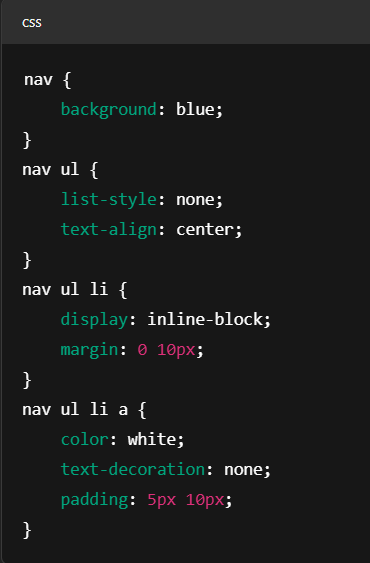 css
nav {
    background: blue;
}
nav ul {
    list-style: none;
    text-align: center;
}
nav ul li {
    display: inline-block;
    margin: 0 10px;
}
nav ul li a {
    color: white;
    text-decoration: none;
    padding: 5px 10px;
}